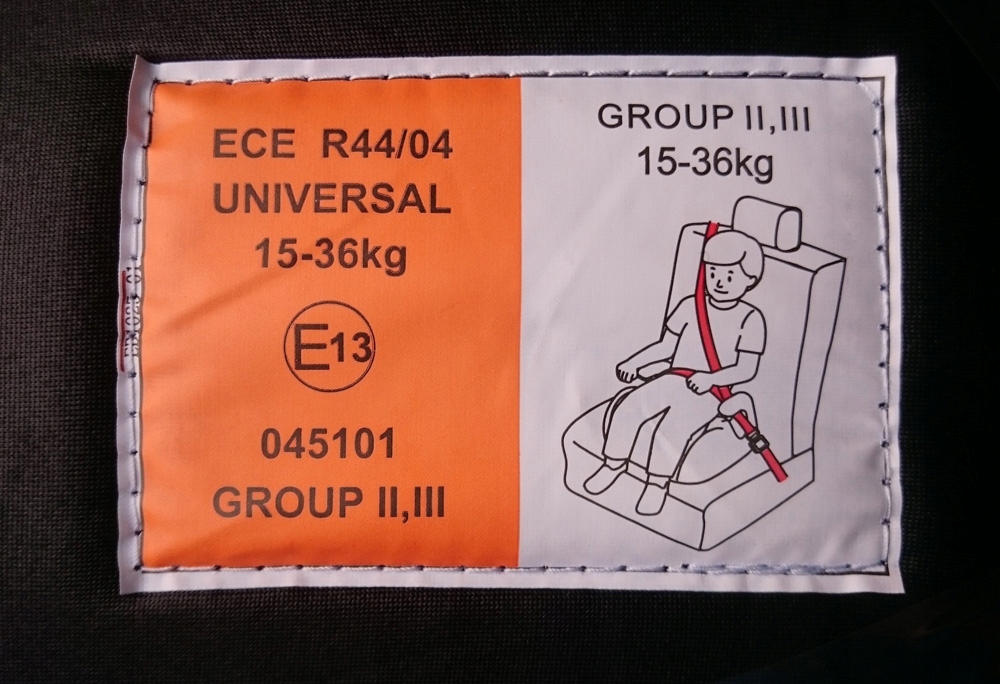 ECE R44/04
UNIVERSAL
15-36kg
E13
045101
GROUP II,III
GROUP II,III
15-36kg